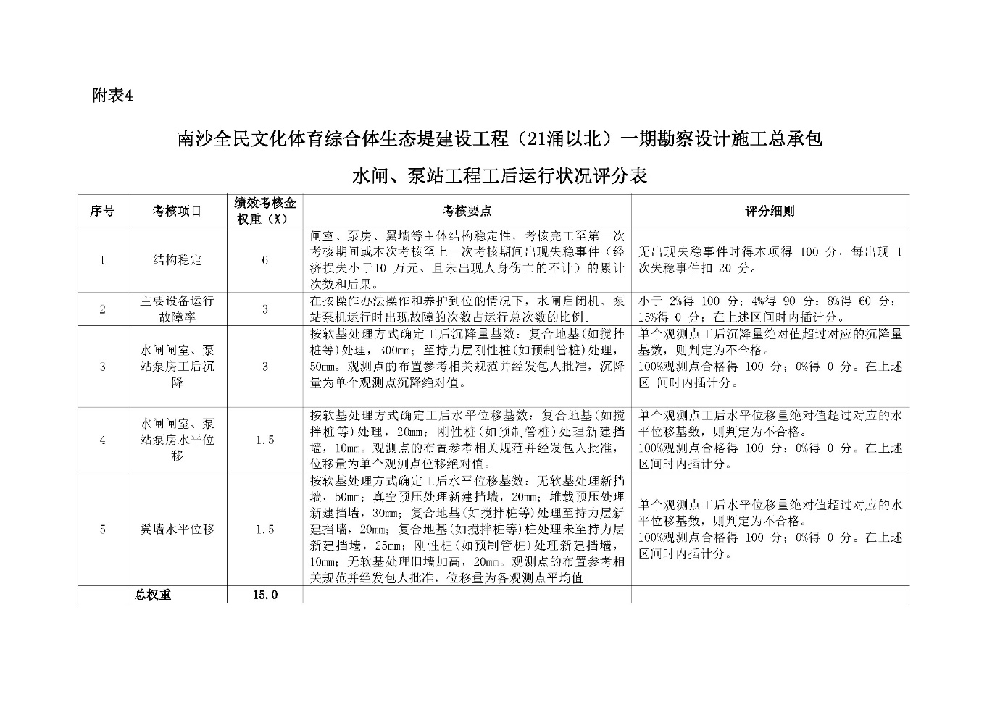 附表4
南沙全民文化体育综合体生态堤建设工程（21涌以北）一期勘察设计施工总承包
水闸、泵站工程工后运行状况评分表
序号
考核项目
绩效考核金
权重（%）
考核要点
评分细则
1
结构稳定
6
闸室、泵房、翼墙等主体结构稳定性，考核完工至第一次
考核期间或本次考核至上一次考核期间出现失稳事件（经
济损失小于10 万元、且未出现人身伤亡的不计）的累计
次数和后果。
无出现失稳事件时得本项得 100 分，每出现 1
次失稳事件扣 20 分。
2
主要设备运行
故障率
3
在按操作办法操作和养护到位的情况下，水闸启闭机、泵
站泵机运行时出现故障的次数占运行总次数的比例。
小于 2%得 100 分；4%得 90 分；8%得 60 分；
15%得 0 分；在上述区间时内插计分。
3
水闸闸室、泵
站泵房工后沉
降
3
按软基处理方式确定工后沉降量基数：复合地基(如搅拌
桩等)处理，300mm；至持力层刚性桩(如预制管桩)处理，
50mm。观测点的布置参考相关规范并经发包人批准，沉降
量为单个观测点沉降绝对值。
单个观测点工后沉降量绝对值超过对应的沉降量
基数，则判定为不合格。
100%观测点合格得 100 分；0%得 0 分。在上述
区 间时内插计分。
4
水闸闸室、泵
站泵房水平位
移
1.5
按软基处理方式确定工后水平位移基数：复合地基(如搅
拌桩等)处理，20mm；刚性桩(如预制管桩)处理新建挡
墙，10mm。观测点的布置参考相关规范并经发包人批准，
位移量为单个观测点位移绝对值。
单个观测点工后水平位移量绝对值超过对应的水
平位移基数，则判定为不合格。
100%观测点合格得 100 分；0%得 0 分。在上述
区间时内插计分。
5
翼墙水平位移
1.5
按软基处理方式确定工后水平位移基数：无软基处理新挡
墙，50mm；真空预压处理新建挡墙，20mm；堆载预压处理
新建挡墙，30mm；复合地基(如搅拌桩等)处理至持力层新
建挡墙，20mm；复合地基(如搅拌桩等)桩处理未至持力层
新建挡墙，25mm；刚性桩(如预制管桩)处理新建挡墙，
10mm；无软基处理旧墙加高，20mm。观测点的布置参考相
关规范并经发包人批准，位移量为各观测点平均值。
单个观测点工后水平位移量绝对值超过对应的水
平位移基数，则判定为不合格。
100%观测点合格得 100 分；0%得 0 分。在上述
区间时内插计分。
总权重
15.0